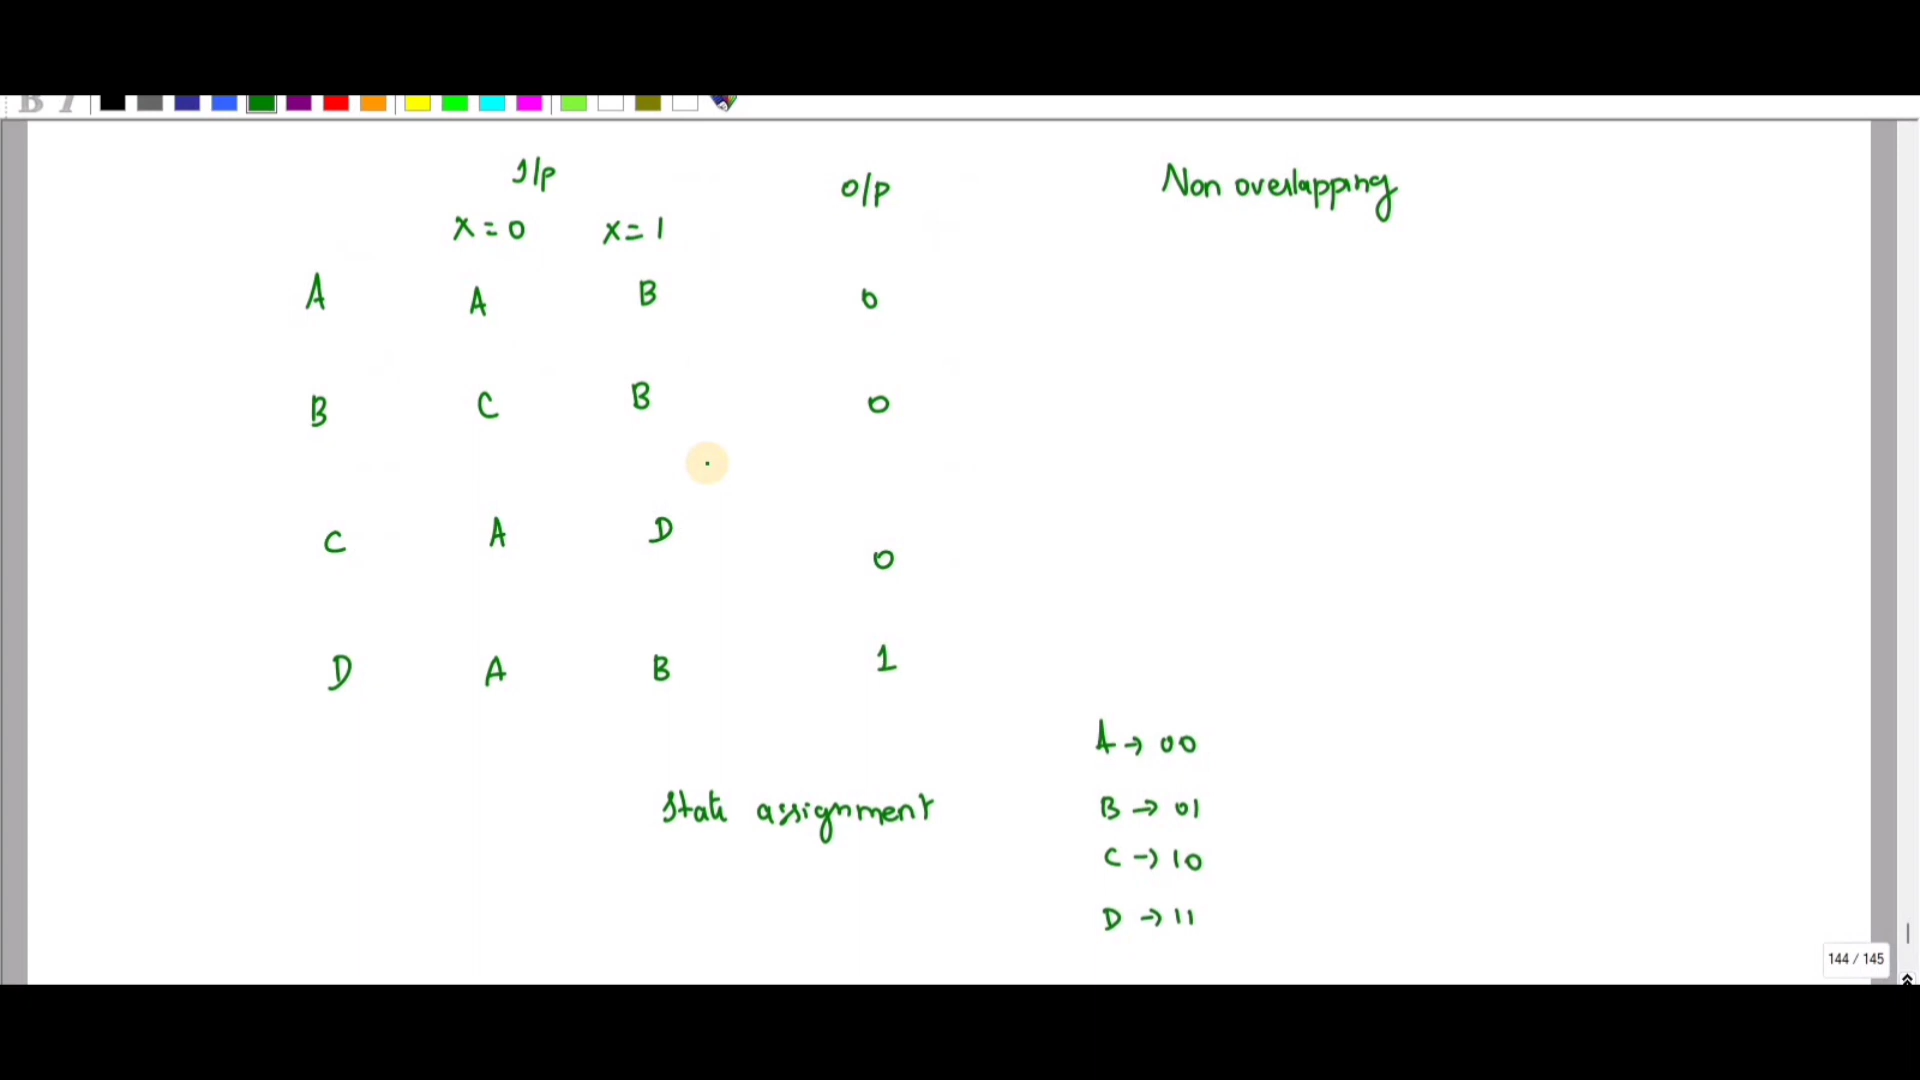 B I
I/p o/p Non overlapping
x = 0 x = 1
A A B 0
B C B 0
C A D 0
D A B 1
A → 00
State assignment B → 01
C → 10
D → 11
144 / 145